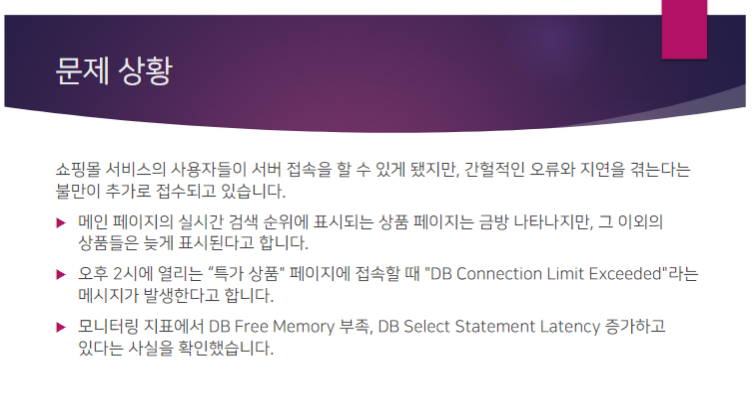 문제 상황
쇼핑몰 서비스의 사용자들이 서버 접속을 할 수 있게 됐지만, 간헐적인 오류와 지연을 겪는다는
불만이 추가로 접수되고 있습니다.
메인 페이지의 실시간 검색 순위에 표시되는 상품 페이지는 금방 나타나지만, 그 이외의
상품들은 늦게 표시된다고 합니다.
오후 2시에 열리는 “특가 상품" 페이지에 접속할 때 "DB Connection Limit Exceeded"라는
메시지가 발생한다고 합니다.
모니터링 지표에서 DB Free Memory 부족, DB Select Statement Latency 증가하고
있다는 사실을 확인했습니다.